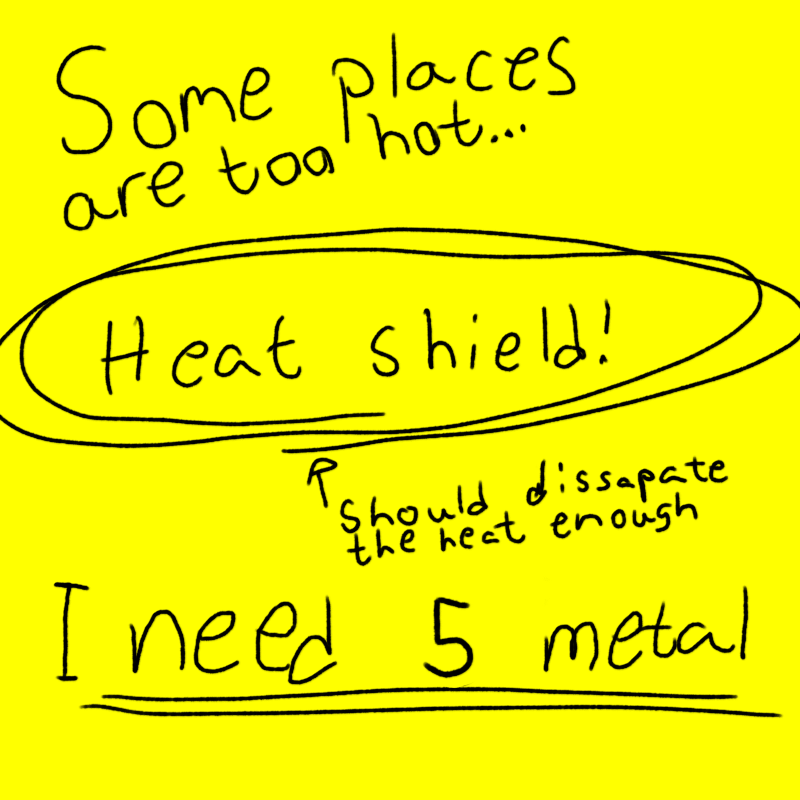 Some places
are too hot...
Heat shield!
should dissapate
the heat enough
I need 5 metal